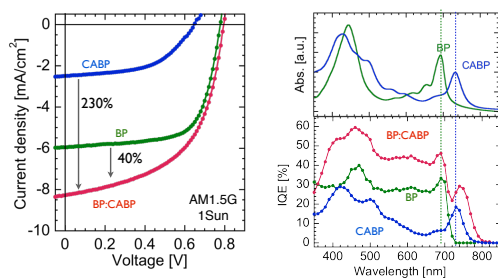 0
-2
-4
-6
-8
-10
Current density [mA/cm²]
CABP
230%
BP
40%
BP:CABP
AM1.5G
1Sun
0
0.2
0.4
0.6
0.8
Voltage [V]
Abs. [a.u.]
BP
CABP
60
50
40
30
20
10
0
IQE [%]
BP:CABP
BP
CABP
400
500
600
700
800
Wavelength [nm]